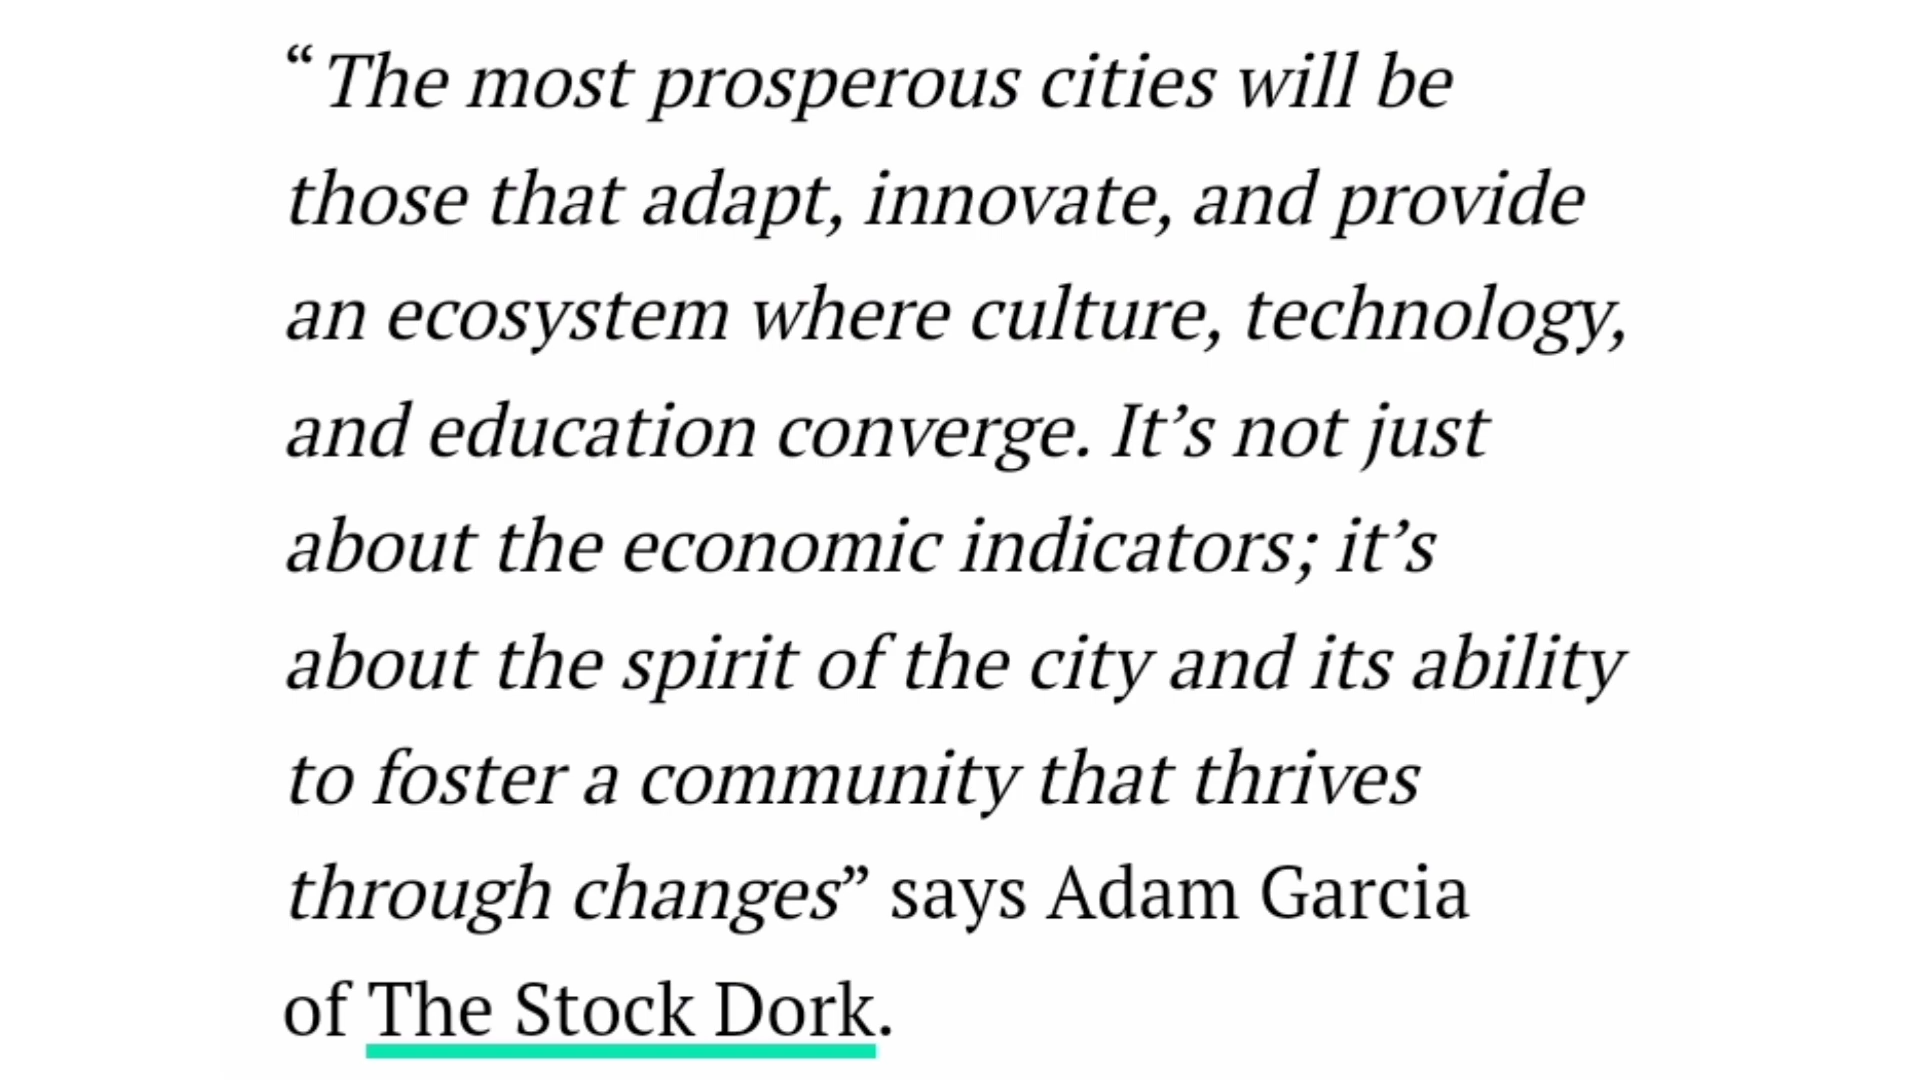 “The most prosperous cities will be
those that adapt, innovate, and provide
an ecosystem where culture, technology,
and education converge. It’s not just
about the economic indicators; it’s
about the spirit of the city and its ability
to foster a community that thrives
through changes” says Adam Garcia
of The Stock Dork.